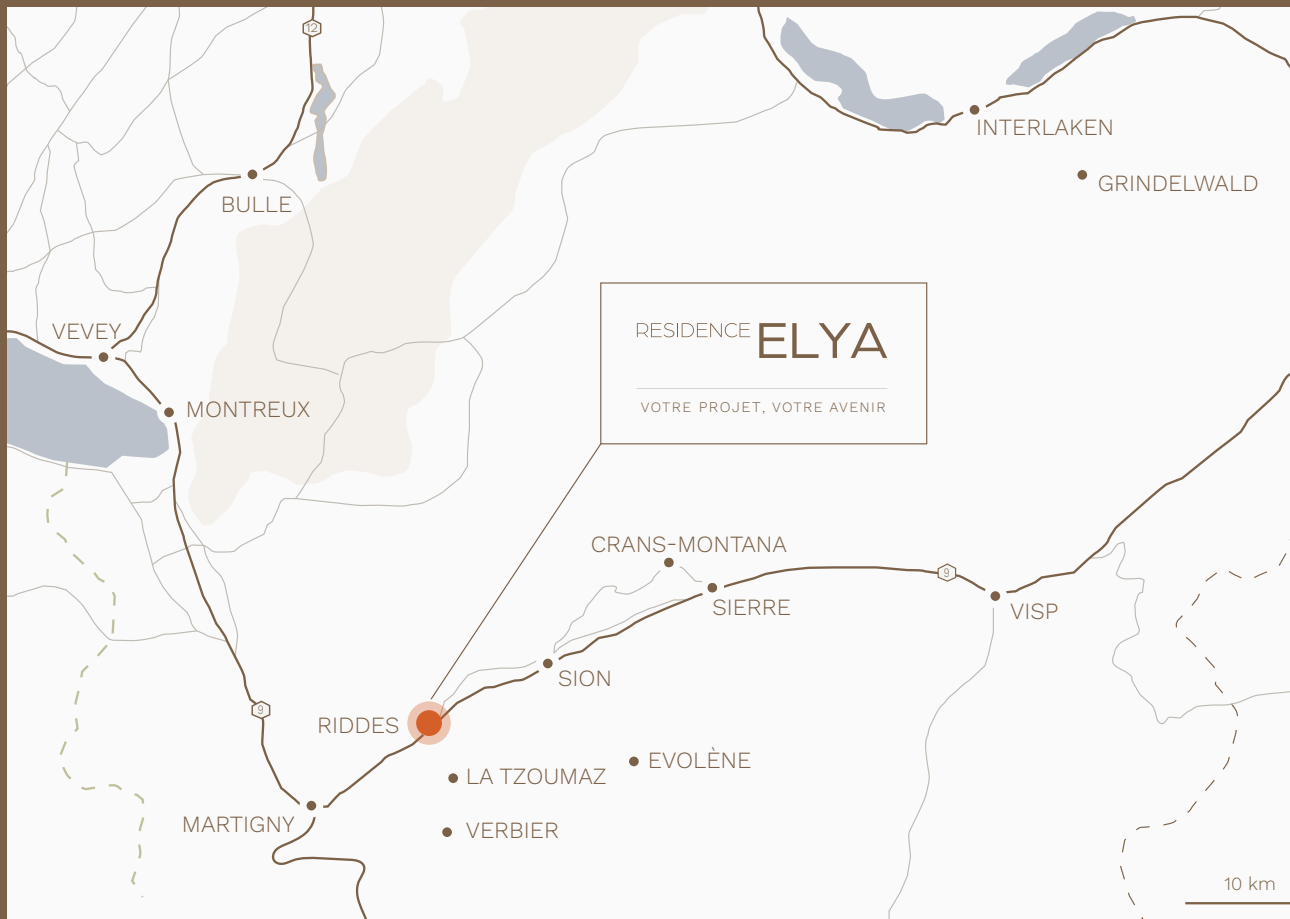 12
INTERLAKEN
GRINDELWALD
BULLE
VEVEY
RESIDENCE ELYA
VOTRE PROJET, VOTRE AVENIR
MONTREUX
CRANS-MONTANA
9
SIERRE
VISP
SION
9
RIDDES
EVOLÈNE
LA TZOUMAZ
MARTIGNY
VERBIER
10 km